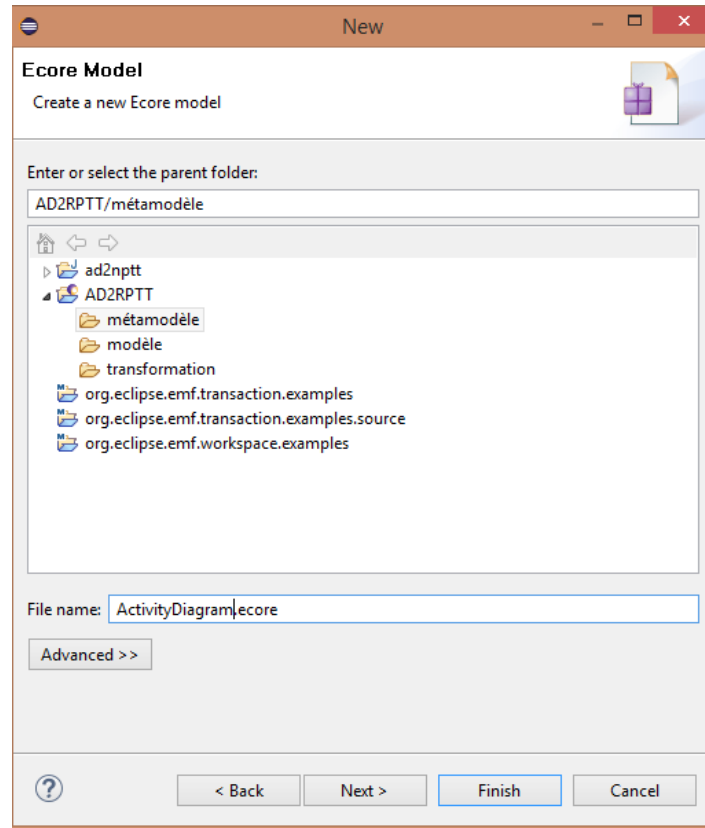 New
Ecore Model
Create a new Ecore model
Enter or select the parent folder:
AD2RPTT/métamodèle
ad2nptt
AD2RPTT
métamodèle
modèle
transformation
org.eclipse.emf.transaction.examples
org.eclipse.emf.transaction.examples.source
org.eclipse.emf.workspace.examples
File name: ActivityDiagram.ecore
Advanced >>
< Back Next > Finish Cancel